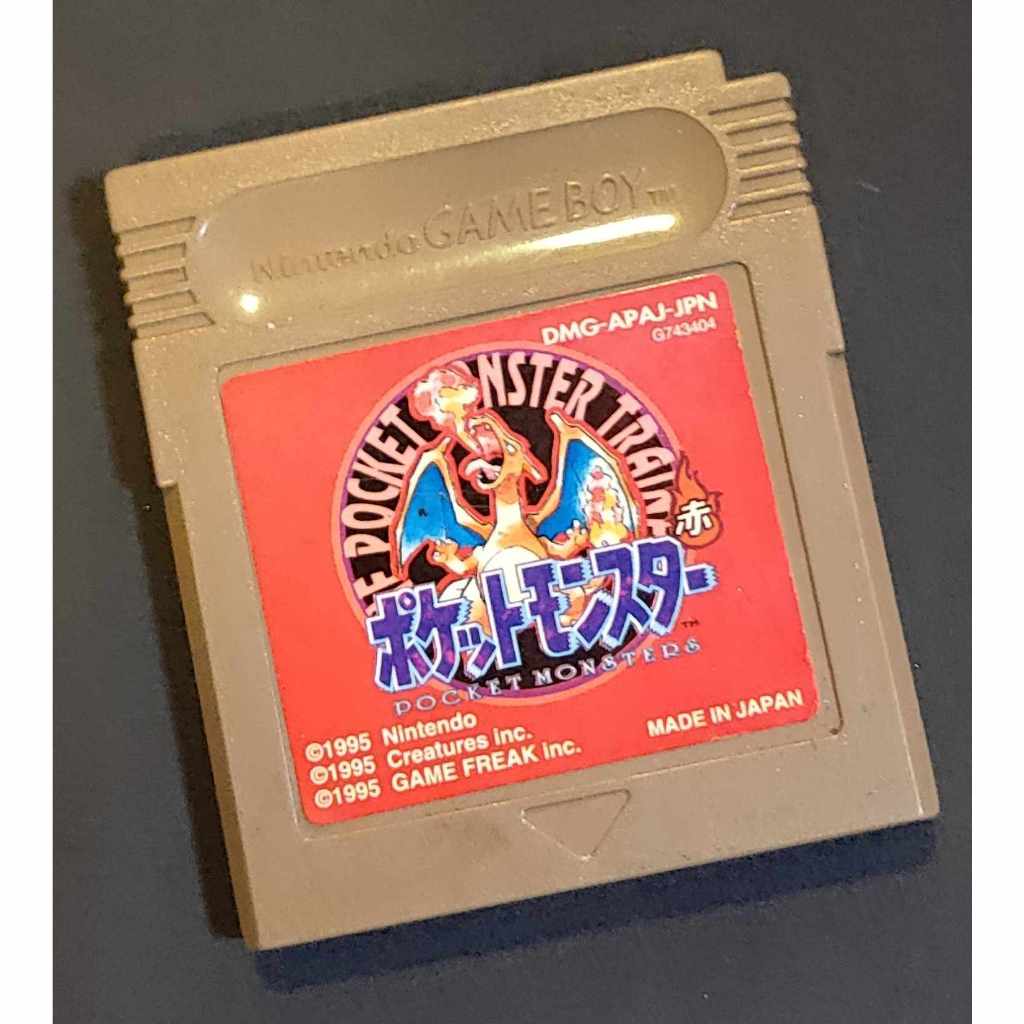 Nintendo GAME BOY™
DMG-APAJ-JPN
G743404
POCKET MONSTER
赤
ポケットモンスター
™
POCKET MONSTERS
©1995 Nintendo
©1995 Creatures inc.
©1995 GAME FREAK inc.
MADE IN JAPAN